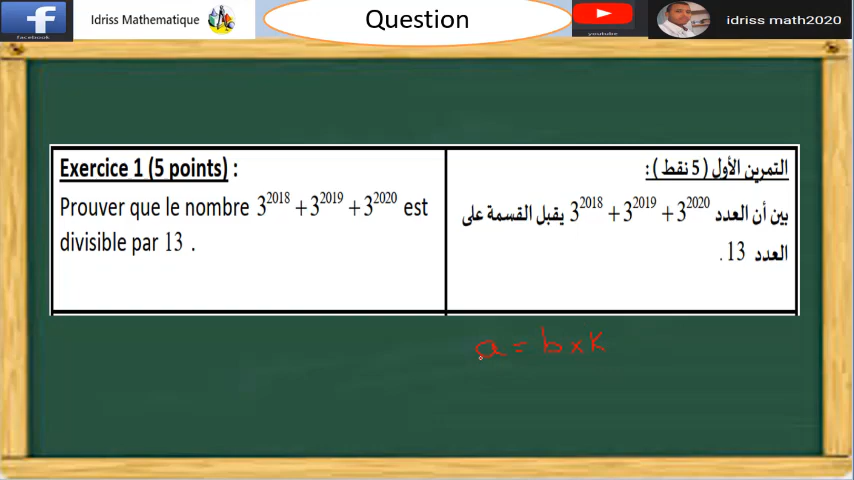 facebook
Idriss Mathematique
Question
youtube
idriss math2020
Exercice 1 (5 points) :
Prouver que le nombre 3^2018 + 3^2019 + 3^2020 est
divisible par 13 .
التمرين الأول (5 نقط) :
بين أن العدد 3^2018 + 3^2019 + 3^2020 يقبل القسمة على
العدد 13 .
a = b × K